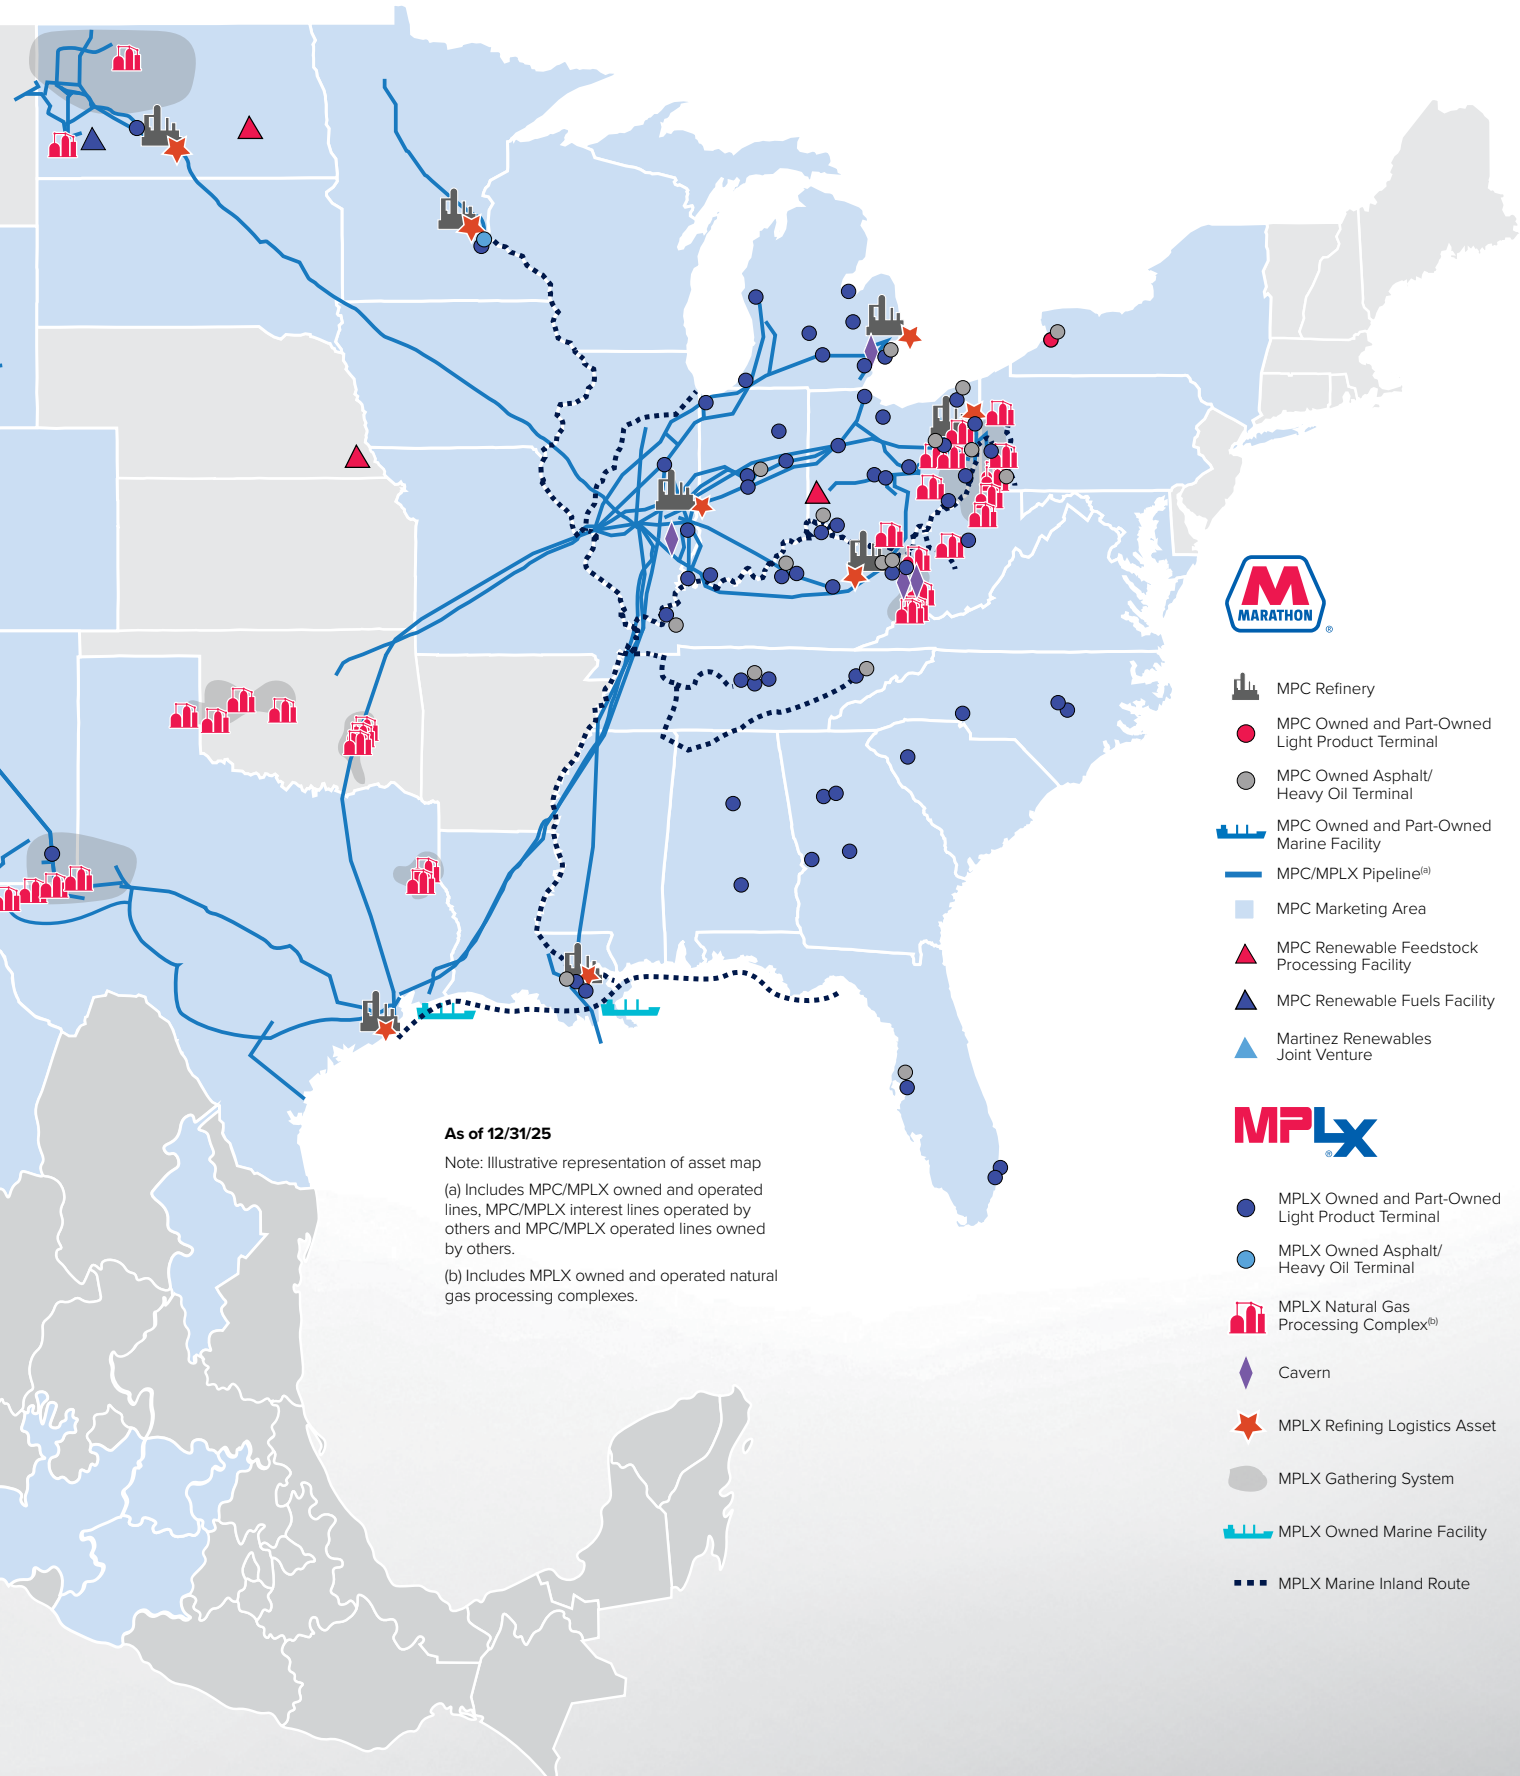 MARATHON
®
MPC Refinery
MPC Owned and Part-Owned
Light Product Terminal
MPC Owned Asphalt/
Heavy Oil Terminal
MPC Owned and Part-Owned
Marine Facility
MPC/MPLX Pipeline(a)
MPC Marketing Area
MPC Renewable Feedstock
Processing Facility
MPC Renewable Fuels Facility
Martinez Renewables
Joint Venture
MPLX
®
MPLX Owned and Part-Owned
Light Product Terminal
MPLX Owned Asphalt/
Heavy Oil Terminal
MPLX Natural Gas
Processing Complex(b)
Cavern
MPLX Refining Logistics Asset
MPLX Gathering System
MPLX Owned Marine Facility
MPLX Marine Inland Route
As of 12/31/25
Note: Illustrative representation of asset map
(a) Includes MPC/MPLX owned and operated
lines, MPC/MPLX interest lines operated by
others and MPC/MPLX operated lines owned
by others.
(b) Includes MPLX owned and operated natural
gas processing complexes.